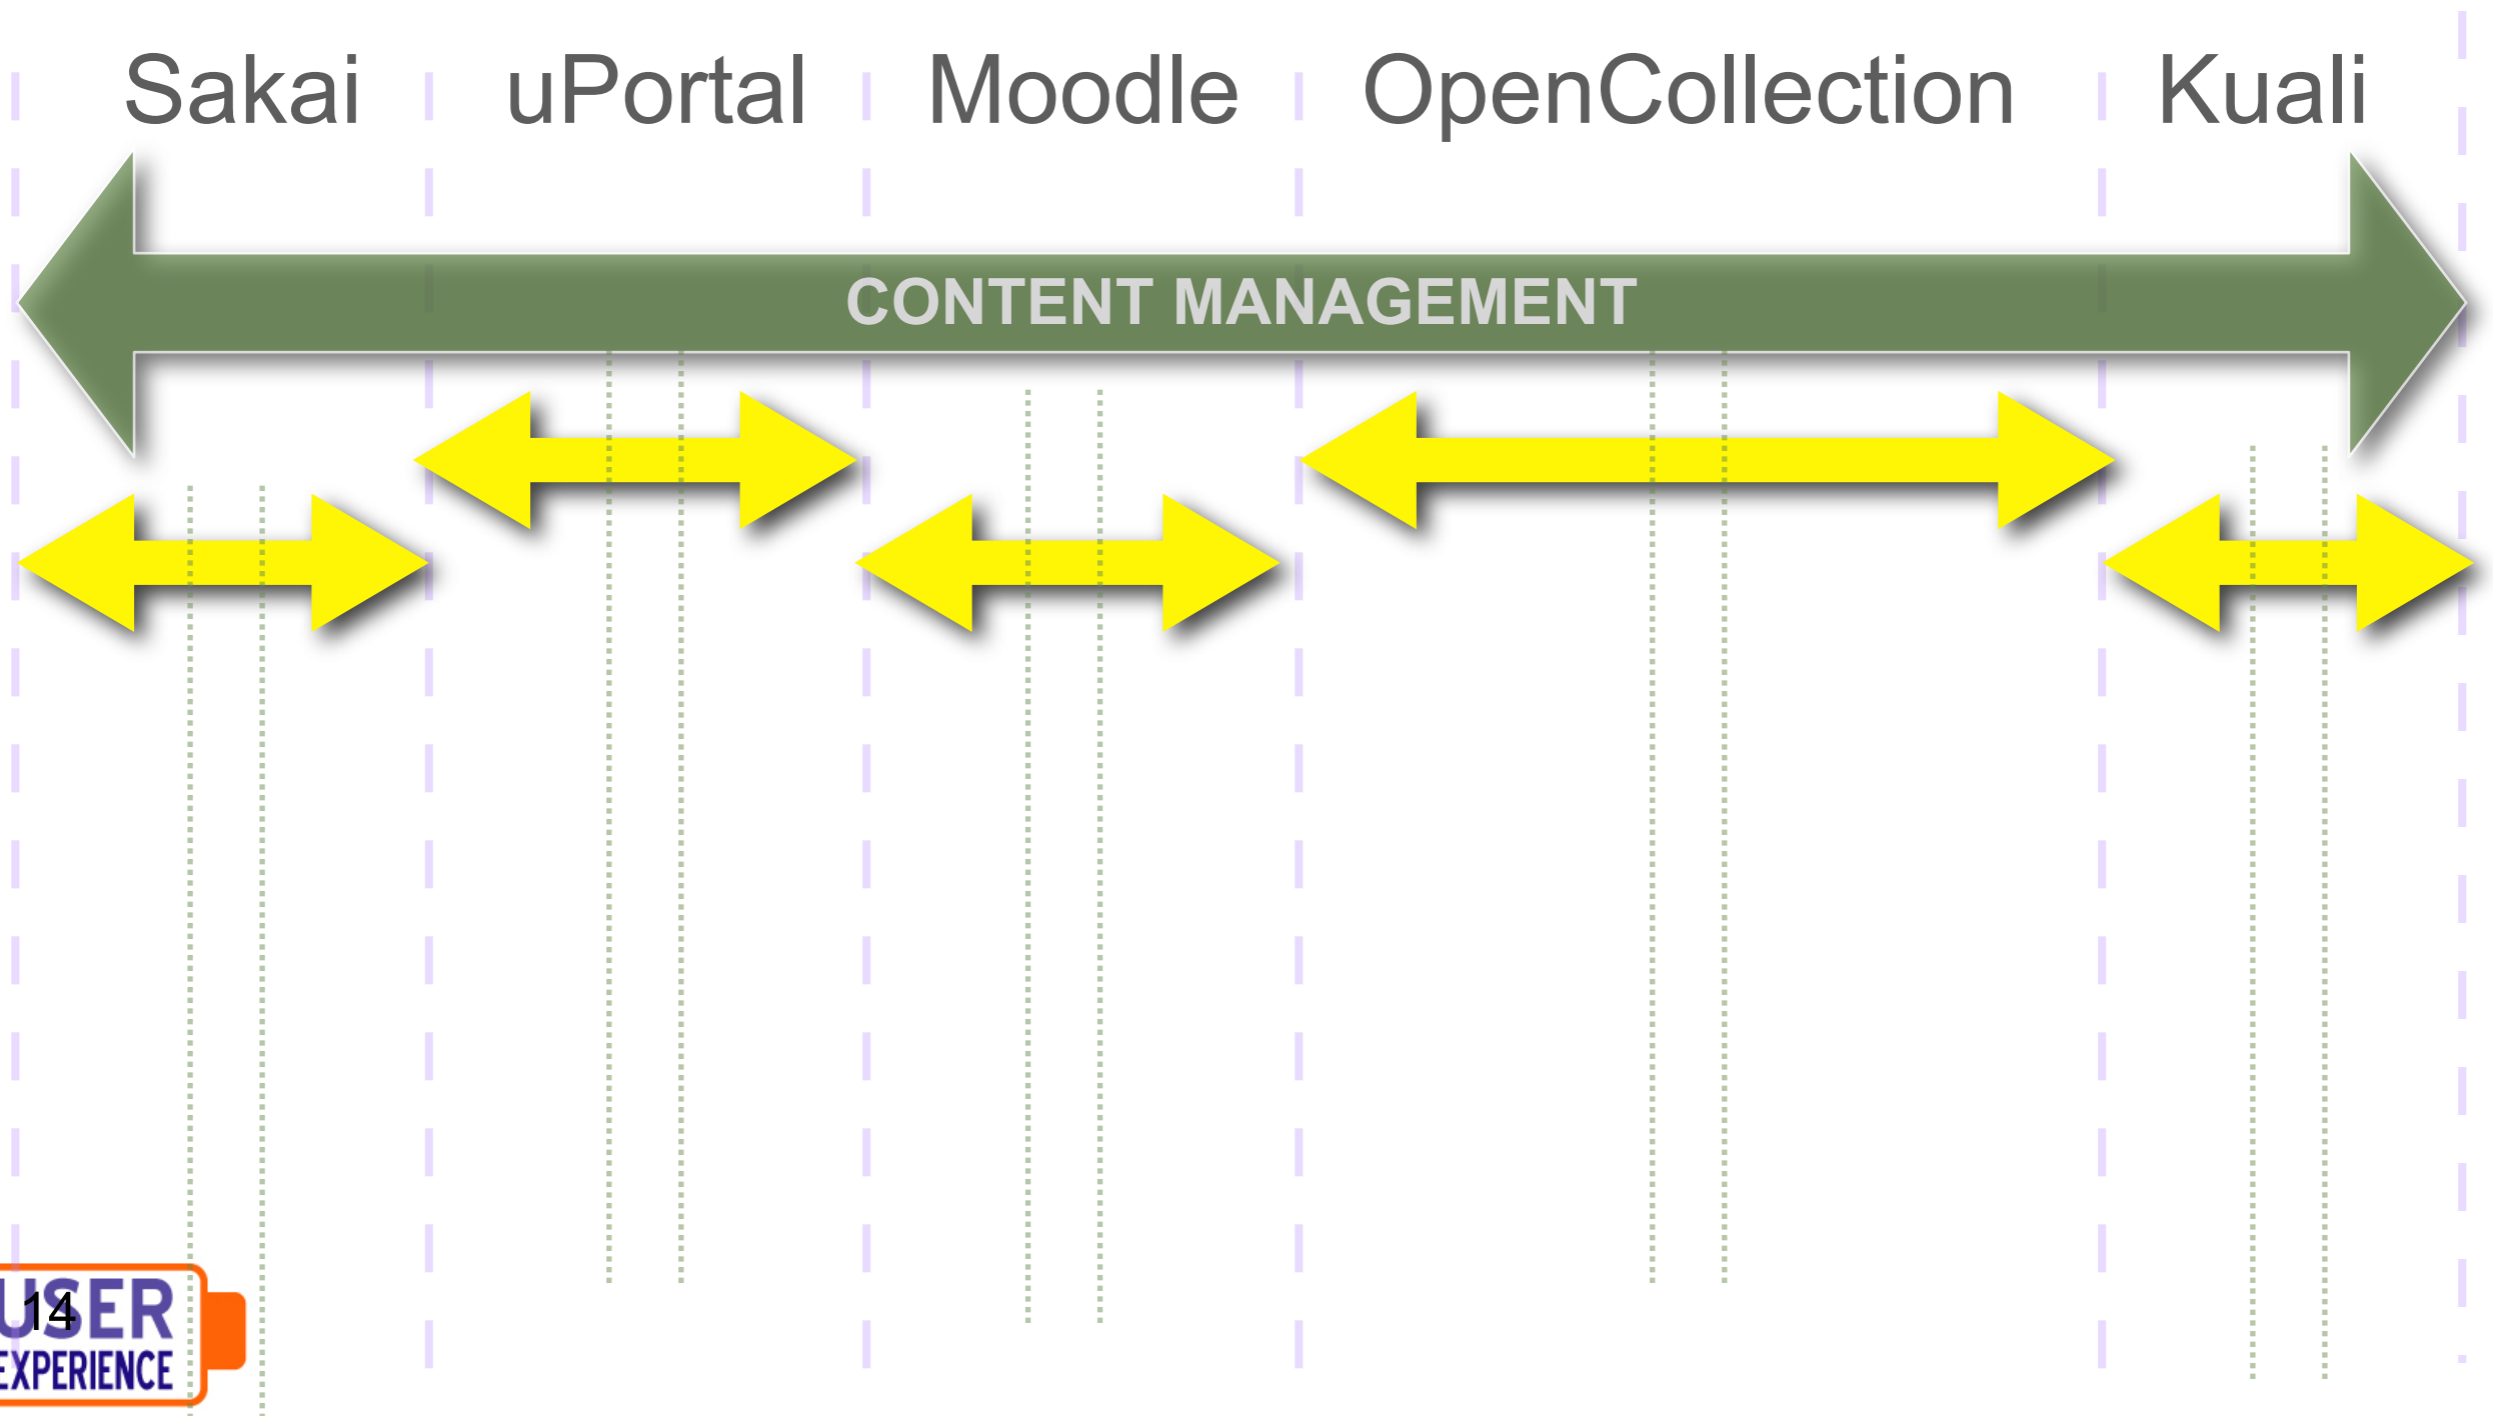 Sakai uPortal Moodle OpenCollection Kuali
CONTENT MANAGEMENT
USER
14
EXPERIENCE